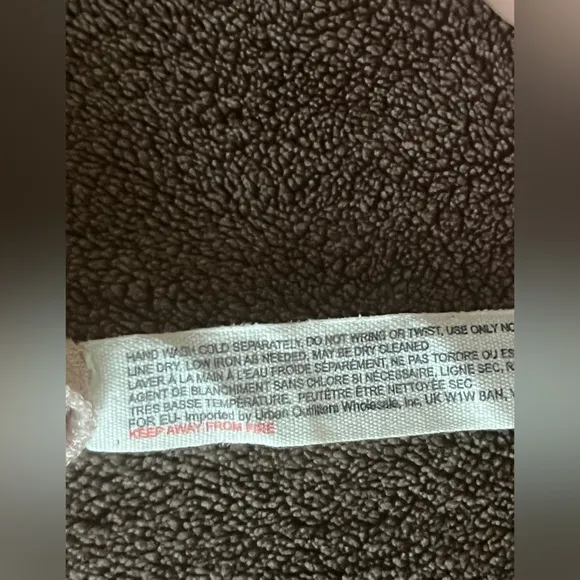 HAND WASH COLD SEPARATELY, DO NOT WRING OR TWIST, USE ONLY NO
LINE DRY, LOW IRON AS NEEDED, MAY BE DRY CLEANED
LAVER À LA MAIN À L'EAU FROIDE SÉPARÉMENT, NE PAS TORDRE OU ES
AGENT DE BLANCHIMENT SANS CHLORE SI NÉCESSAIRE, LIGNE SEC, R
TRÈS BASSE TEMPÉRATURE, PEUTÊTRE ÊTRE NETTOYÉE SEC
FOR EU- Imported by Urban Outfitters Wholesale, Inc, UK W1W 8AN, V
KEEP AWAY FROM FIRE